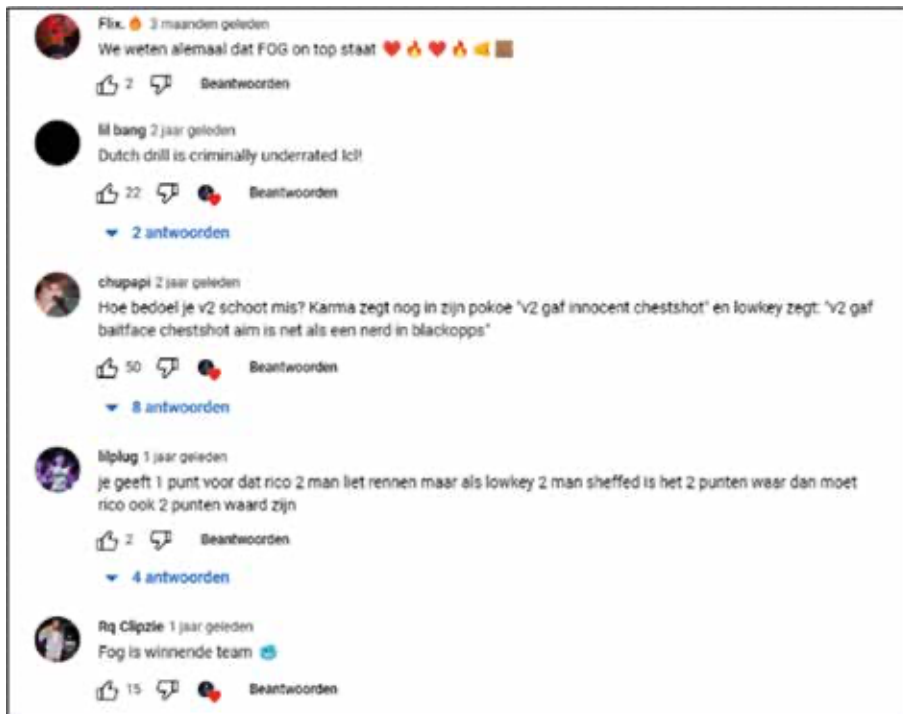 Flix. 🔥 3 maanden geleden
We weten alemaal dat FOG on top staat ❤️🔥❤️🔥🤙🏾
2 Beantwoorden
lil bang 2 jaar geleden
Dutch drill is criminally underrated lcl!
22 Beantwoorden
2 antwoorden
chupapi 2 jaar geleden
Hoe bedoel je v2 schoot mis? Karma zegt nog in zijn pokoe "v2 gaf innocent chestshot" en lowkey zegt: "v2 gaf
baitface chestshot aim is net als een nerd in blackopps"
50 Beantwoorden
8 antwoorden
lilplug 1 jaar geleden
je geeft 1 punt voor dat rico 2 man liet rennen maar als lowkey 2 man sheffed is het 2 punten waar dan moet
rico ook 2 punten waard zijn
2 Beantwoorden
4 antwoorden
Rq Clipzie 1 jaar geleden
Fog is winnende team 🥶
15 Beantwoorden